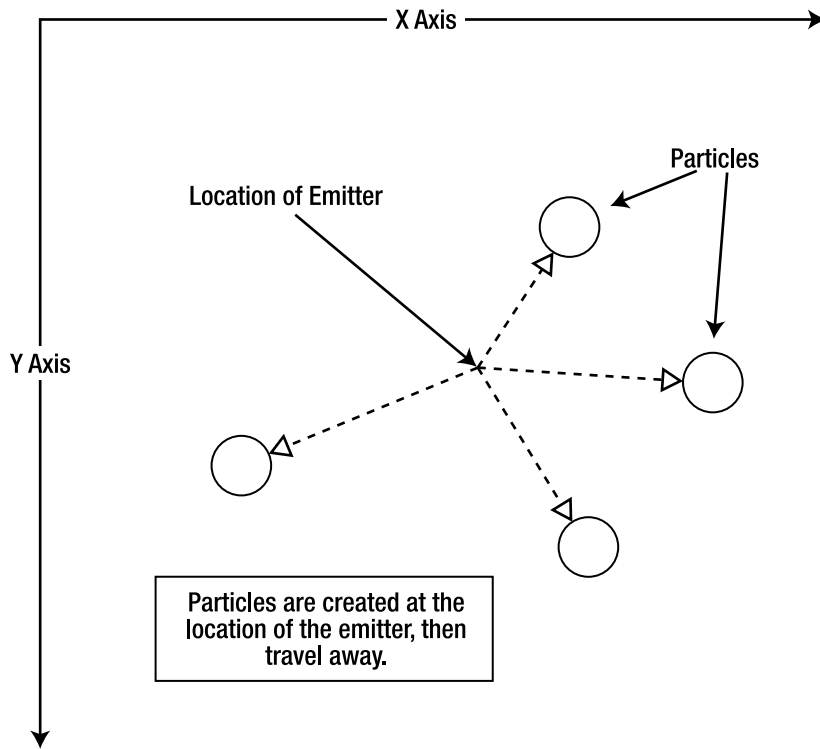 X Axis
Particles
Location of Emitter
Y Axis
Particles are created at the
location of the emitter, then
travel away.